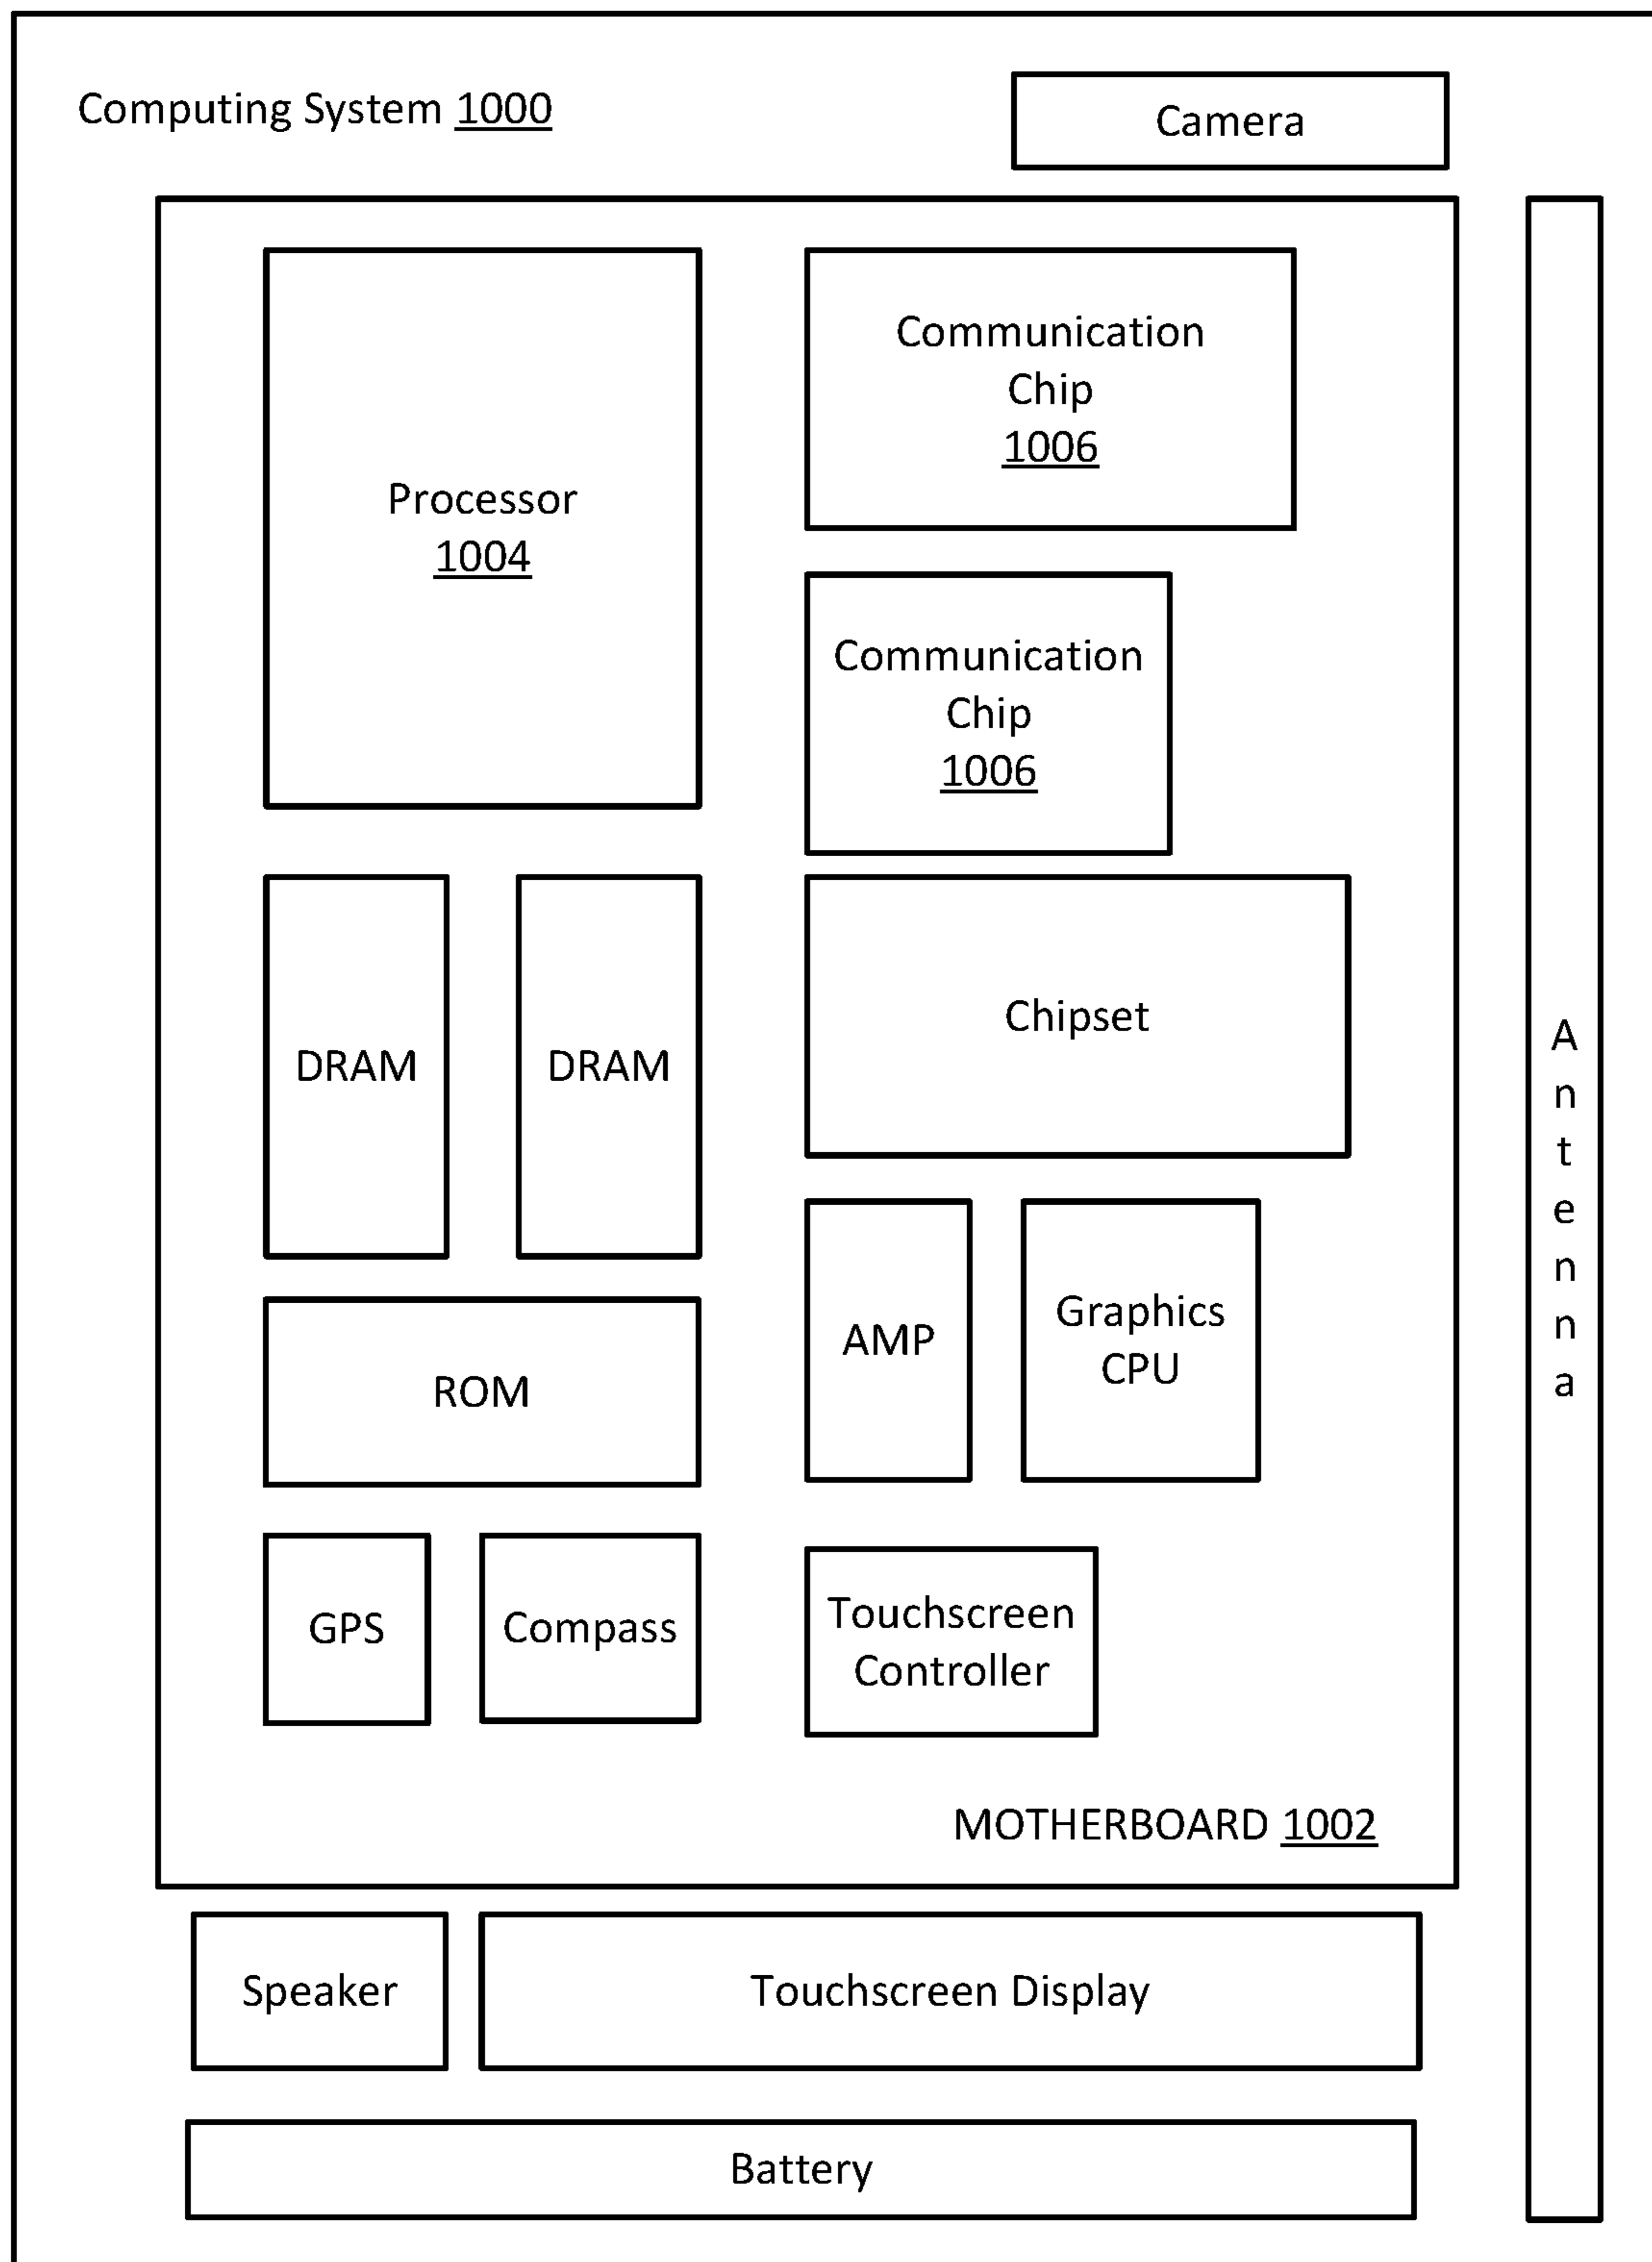 Computing System 1000
Camera
Processor
1004
Communication
Chip
1006
Communication
Chip
1006
DRAM
DRAM
Chipset
ROM
AMP
Graphics
CPU
GPS
Compass
Touchscreen
Controller
MOTHERBOARD 1002
Antenna
Speaker
Touchscreen Display
Battery